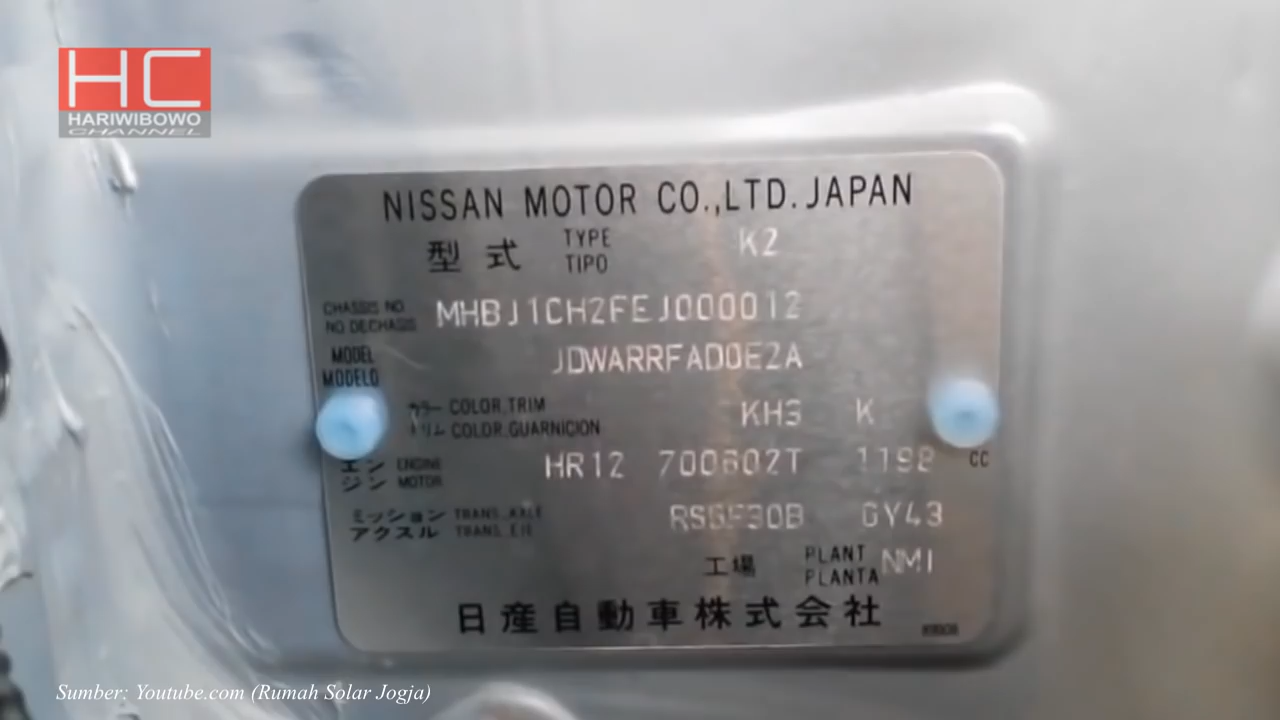 HC
HARIWIBOWO
CHANNEL
NISSAN MOTOR CO.,LTD. JAPAN
型式 TYPE K2
TIPO
CHASSIS NO. MHBJ1CH2FEJ000012
NO DECHASIS
MODEL JDWARRFAD0E2A
MODELO
カラー COLOR,TRIM KH3 K
トリム COLOR,GUARNICION
エン ENGINE HR12 700602T 1198 CC
ジン MOTOR
ミッション TRANS. AXLE RS5F30B GY43
アクスル TRANS. EJE
工場 PLANT NMI
PLANTA
日産自動車株式会社
Sumber: Youtube.com (Rumah Solar Jogja)